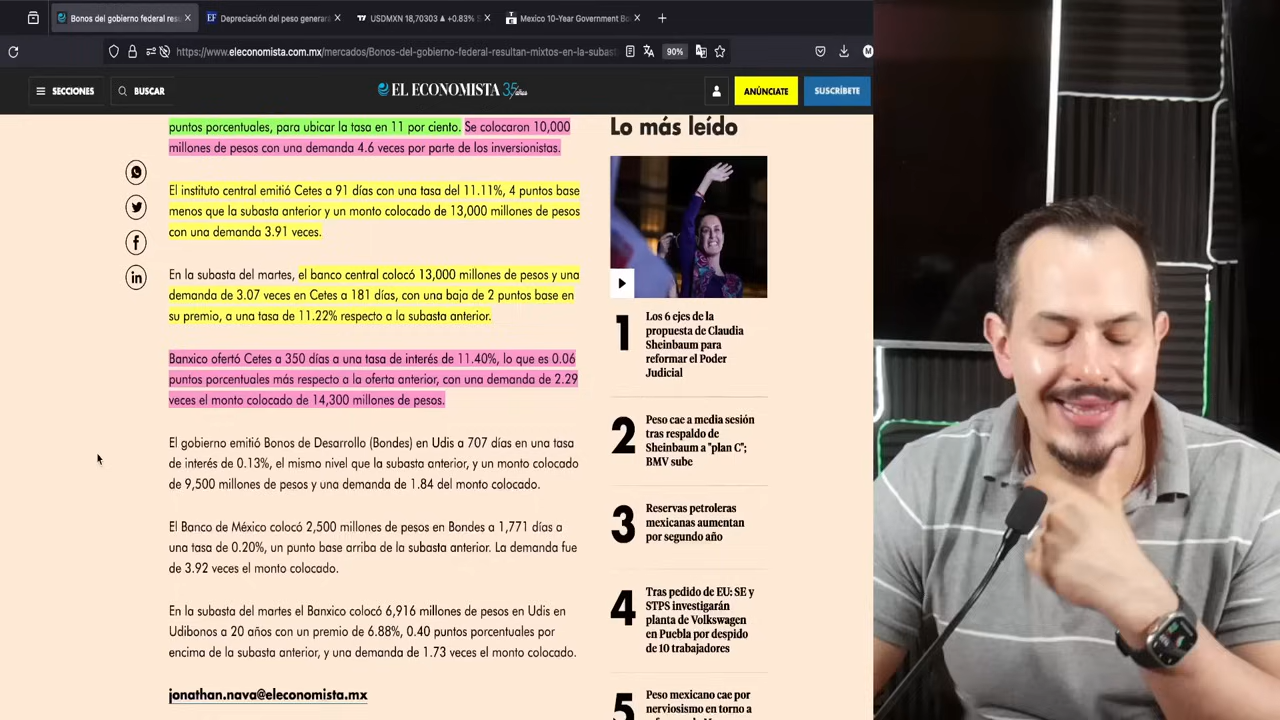 Bonos del gobierno federal resu
Depreciación del peso generará
USDMXN 18,70303 ▲ +0.83%
Mexico 10-Year Government Bo
https://www.eleconomista.com.mx/mercados/Bonos-del-gobierno-federal-resultan-mixtos-en-la-subast
90%
SECCIONES
BUSCAR
EL ECONOMISTA 35 años
ANÚNCIATE
SUSCRÍBETE
puntos porcentuales, para ubicar la tasa en 11 por ciento. Se colocaron 10,000
millones de pesos con una demanda 4.6 veces por parte de los inversionistas.
El instituto central emitió Cetes a 91 días con una tasa del 11.11%, 4 puntos base
menos que la subasta anterior y un monto colocado de 13,000 millones de pesos
con una demanda 3.91 veces.
En la subasta del martes, el banco central colocó 13,000 millones de pesos y una
demanda de 3.07 veces en Cetes a 181 días, con una baja de 2 puntos base en
su premio, a una tasa de 11.22% respecto a la subasta anterior.
Banxico ofertó Cetes a 350 días a una tasa de interés de 11.40%, lo que es 0.06
puntos porcentuales más respecto a la oferta anterior, con una demanda de 2.29
veces el monto colocado de 14,300 millones de pesos.
El gobierno emitió Bonos de Desarrollo (Bondes) en Udis a 707 días en una tasa
de interés de 0.13%, el mismo nivel que la subasta anterior, y un monto colocado
de 9,500 millones de pesos y una demanda de 1.84 del monto colocado.
El Banco de México colocó 2,500 millones de pesos en Bondes a 1,771 días a
una tasa de 0.20%, un punto base arriba de la subasta anterior. La demanda fue
de 3.92 veces el monto colocado.
En la subasta del martes el Banxico colocó 6,916 millones de pesos en Udis en
Udibonos a 20 años con un premio de 6.88%, 0.40 puntos porcentuales por
encima de la subasta anterior, y una demanda de 1.73 veces el monto colocado.
jonathan.nava@eleconomista.mx
Lo más leído
1
Los 6 ejes de la
propuesta de Claudia
Sheinbaum para
reformar el Poder
Judicial
2
Peso cae a media sesión
tras respaldo de
Sheinbaum a "plan C";
BMV sube
3
Reservas petroleras
mexicanas aumentan
por segundo año
4
Tras pedido de EU: SE y
STPS investigarán
planta de Volkswagen
en Puebla por despido
de 10 trabajadores
5
Peso mexicano cae por
nerviosismo en torno a